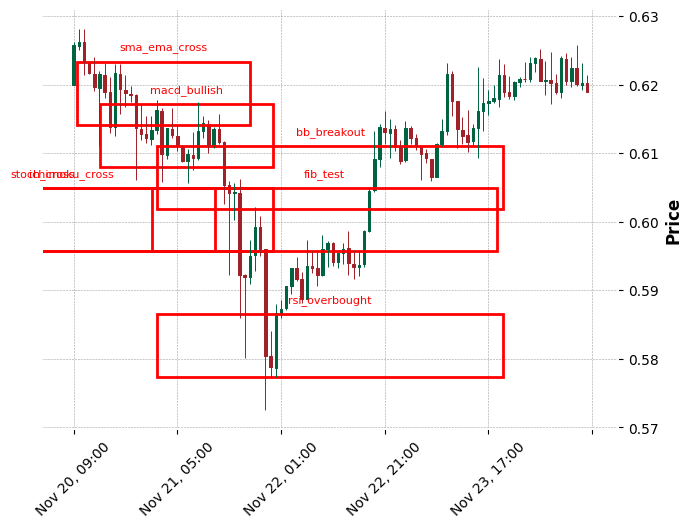 0.63
sma_ema_cross
0.62
macd_bullish
bb_breakout
0.61
fib_test
0.60
Price
0.59
rsi_overbought
0.58
0.57
Nov 20, 09:00
Nov 21, 05:00
Nov 22, 01:00
Nov 22, 21:00
Nov 23, 17:00